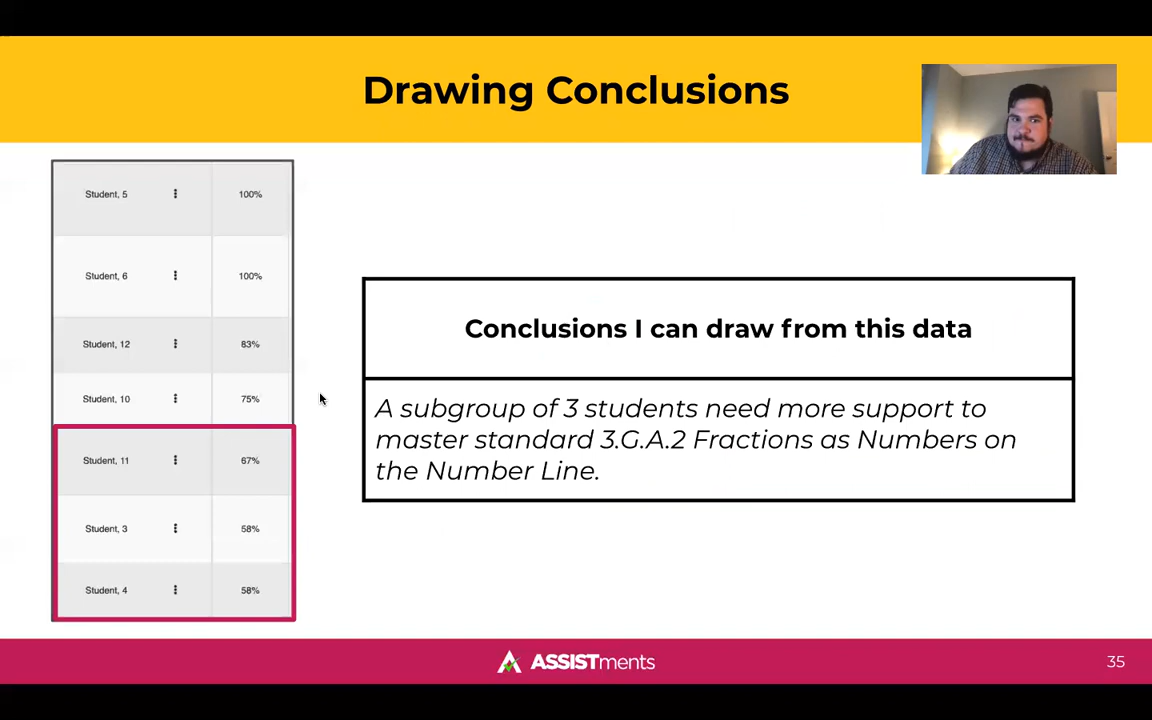 Drawing Conclusions
Student, 5 100%
Student, 6 100%
Student, 12 83%
Student, 10 75%
Student, 11 67%
Student, 3 58%
Student, 4 58%
Conclusions I can draw from this data
A subgroup of 3 students need more support to
master standard 3.G.A.2 Fractions as Numbers on
the Number Line.
ASSISTments
35